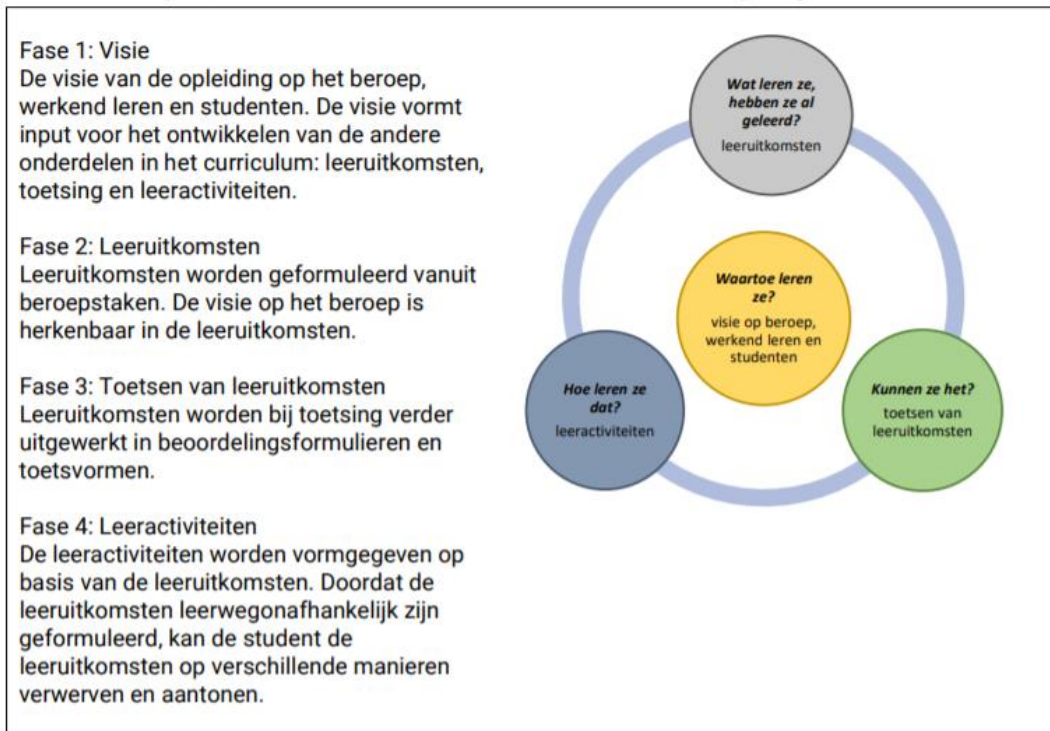 Fase 1: Visie
De visie van de opleiding op het beroep,
werkend leren en studenten. De visie vormt
input voor het ontwikkelen van de andere
onderdelen in het curriculum: leeruitkomsten,
toetsing en leeractiviteiten.
Fase 2: Leeruitkomsten
Leeruitkomsten worden geformuleerd vanuit
beroepstaken. De visie op het beroep is
herkenbaar in de leeruitkomsten.
Fase 3: Toetsen van leeruitkomsten
Leeruitkomsten worden bij toetsing verder
uitgewerkt in beoordelingsformulieren en
toetsvormen.
Fase 4: Leeractiviteiten
De leeractiviteiten worden vormgegeven op
basis van de leeruitkomsten. Doordat de
leeruitkomsten leerwegonafhankelijk zijn
geformuleerd, kan de student de
leeruitkomsten op verschillende manieren
verwerven en aantonen.
Wat leren ze,
hebben ze al
geleerd?
leeruitkomsten
Waartoe leren
ze?
visie op beroep,
werkend leren en
studenten
Hoe leren ze
dat?
leeractiviteiten
Kunnen ze het?
toetsen van
leeruitkomsten